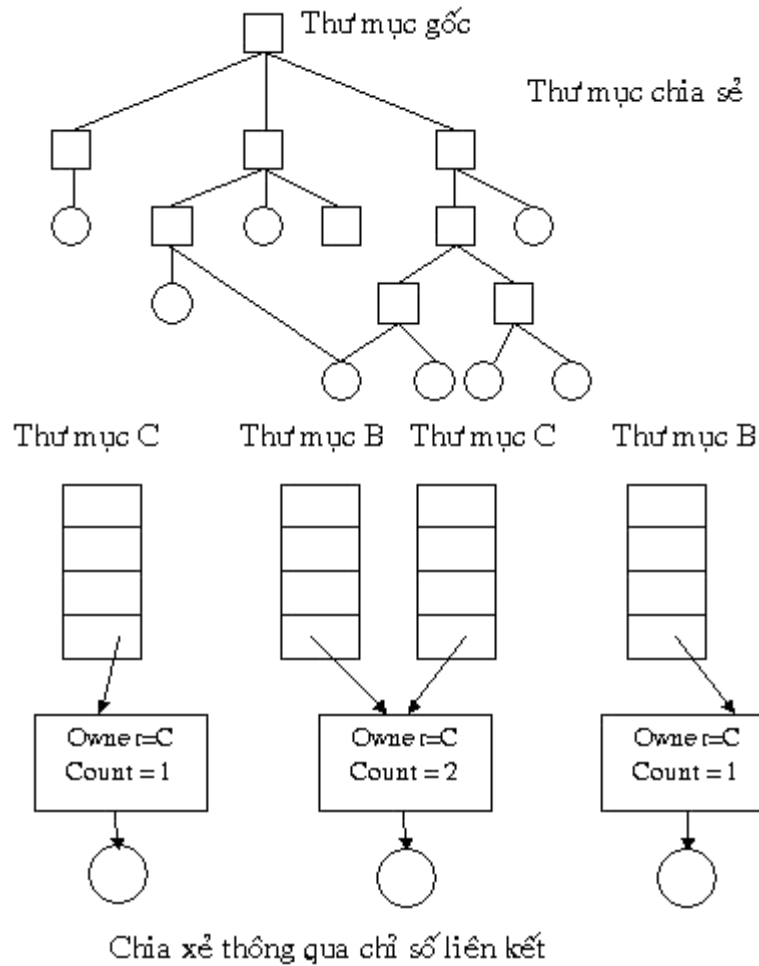 Thư mục gốc
Thư mục chia sẻ
Thư mục C
Thư mục B
Thư mục C
Thư mục B
Owner=C
Count = 1
Owner=C
Count = 2
Owner=C
Count = 1
Chia xẻ thông qua chỉ số liên kết